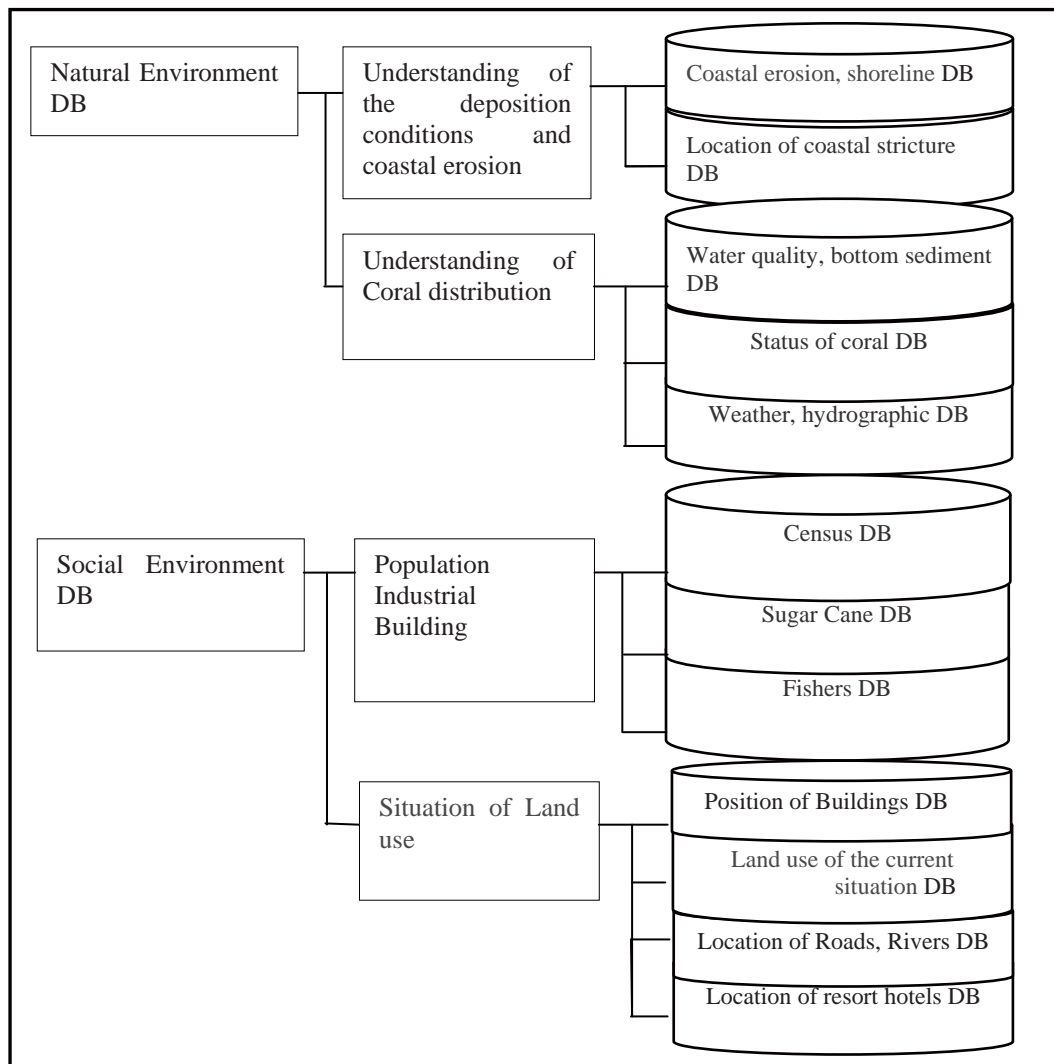 Natural Environment
DB
Understanding of
the deposition
conditions and
coastal erosion
Coastal erosion, shoreline DB
Location of coastal stricture
DB
Understanding of
Coral distribution
Water quality, bottom sediment
DB
Status of coral DB
Weather, hydrographic DB
Social Environment
DB
Population
Industrial
Building
Census DB
Sugar Cane DB
Fishers DB
Situation of Land
use
Position of Buildings DB
Land use of the current
situation DB
Location of Roads, Rivers DB
Location of resort hotels DB